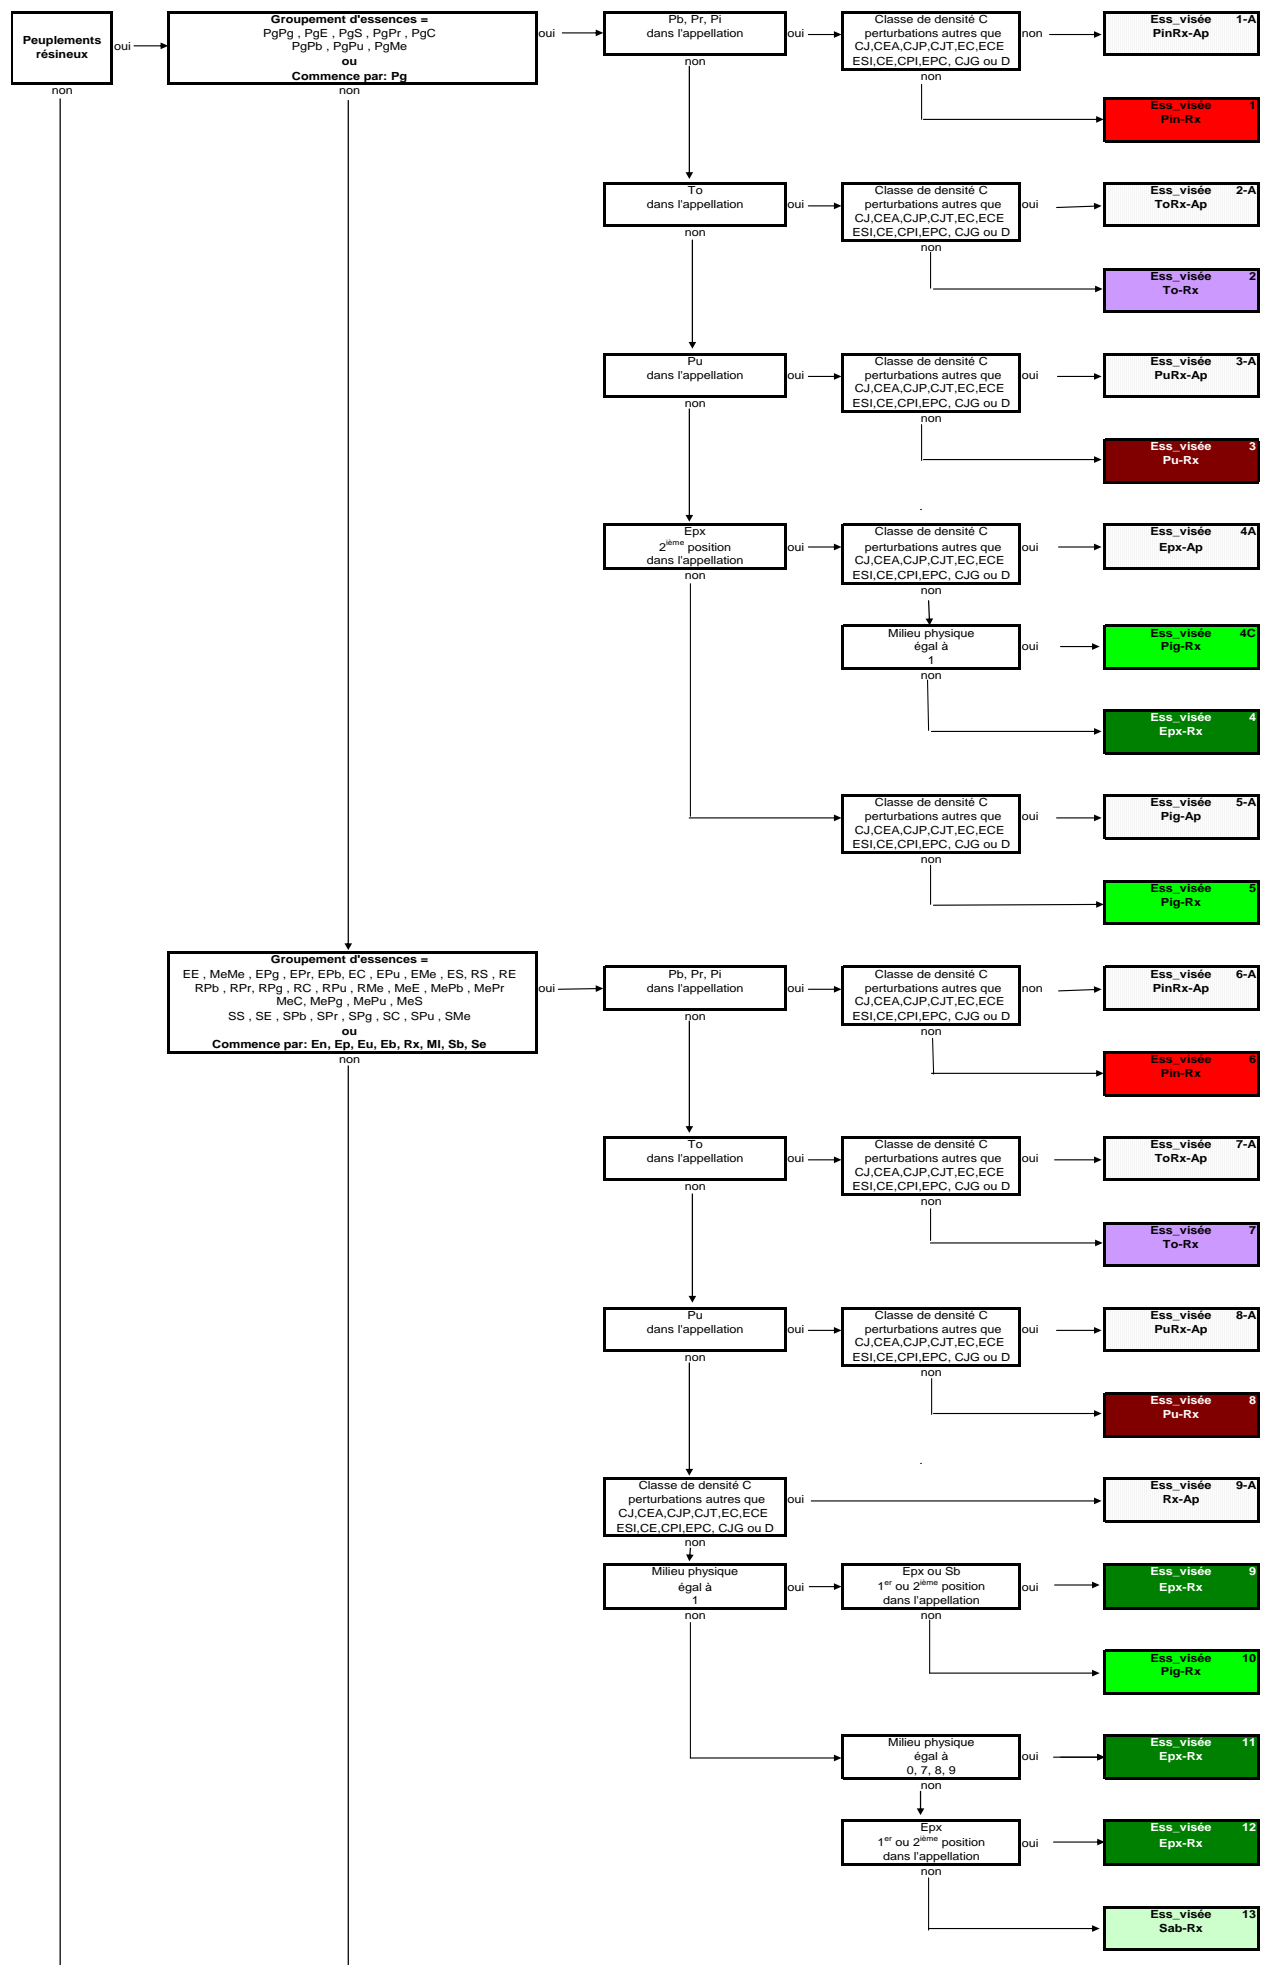 Peuplements
résineux
oui
non
Groupement d'essences =
PgPg , PgE , PgS , PgPr , PgC
PgPb , PgPu , PgMe
ou
Commence par: Pg
oui
non
Pb, Pr, Pi
dans l'appellation
oui
non
Classe de densité C
perturbations autres que
CJ,CEA,CJP,CJT,EC,ECE
ESI,CE,CPI,EPC, CJG ou D
non
non
Ess_visée 1-A
PinRx-Ap
Ess_visée 1
Pin-Rx
To
dans l'appellation
oui
non
Classe de densité C
perturbations autres que
CJ,CEA,CJP,CJT,EC,ECE
ESI,CE,CPI,EPC, CJG ou D
oui
non
Ess_visée 2-A
ToRx-Ap
Ess_visée 2
To-Rx
Pu
dans l'appellation
oui
non
Classe de densité C
perturbations autres que
CJ,CEA,CJP,CJT,EC,ECE
ESI,CE,CPI,EPC, CJG ou D
oui
non
Ess_visée 3-A
PuRx-Ap
Ess_visée 3
Pu-Rx
.
Epx
2ième position
dans l'appellation
oui
non
Classe de densité C
perturbations autres que
CJ,CEA,CJP,CJT,EC,ECE
ESI,CE,CPI,EPC, CJG ou D
oui
non
Ess_visée 4A
Epx-Ap
Milieu physique
égal à
1
oui
non
Ess_visée 4C
Pig-Rx
Ess_visée 4
Epx-Rx
Classe de densité C
perturbations autres que
CJ,CEA,CJP,CJT,EC,ECE
ESI,CE,CPI,EPC, CJG ou D
oui
non
Ess_visée 5-A
Pig-Ap
Ess_visée 5
Pig-Rx
Groupement d'essences =
EE , MeMe , EPg , EPr, EPb, EC , EPu , EMe , ES, RS , RE
RPb , RPr, RPg , RC , RPu , RMe , MeE , MePb , MePr
MeC, MePg , MePu , MeS
SS , SE , SPb , SPr , SPg , SC , SPu , SMe
ou
Commence par: En, Ep, Eu, Eb, Rx, Ml, Sb, Se
oui
non
Pb, Pr, Pi
dans l'appellation
oui
non
Classe de densité C
perturbations autres que
CJ,CEA,CJP,CJT,EC,ECE
ESI,CE,CPI,EPC, CJG ou D
non
non
Ess_visée 6-A
PinRx-Ap
Ess_visée 6
Pin-Rx
To
dans l'appellation
oui
non
Classe de densité C
perturbations autres que
CJ,CEA,CJP,CJT,EC,ECE
ESI,CE,CPI,EPC, CJG ou D
oui
non
Ess_visée 7-A
ToRx-Ap
Ess_visée 7
To-Rx
Pu
dans l'appellation
oui
non
Classe de densité C
perturbations autres que
CJ,CEA,CJP,CJT,EC,ECE
ESI,CE,CPI,EPC, CJG ou D
oui
non
Ess_visée 8-A
PuRx-Ap
Ess_visée 8
Pu-Rx
.
Classe de densité C
perturbations autres que
CJ,CEA,CJP,CJT,EC,ECE
ESI,CE,CPI,EPC, CJG ou D
oui
non
Ess_visée 9-A
Rx-Ap
Milieu physique
égal à
1
oui
non
Epx ou Sb
1er ou 2ième position
dans l'appellation
oui
non
Ess_visée 9
Epx-Rx
Ess_visée 10
Pig-Rx
Milieu physique
égal à
0, 7, 8, 9
oui
non
Ess_visée 11
Epx-Rx
Epx
1er ou 2ième position
dans l'appellation
oui
non
Ess_visée 12
Epx-Rx
Ess_visée 13
Sab-Rx